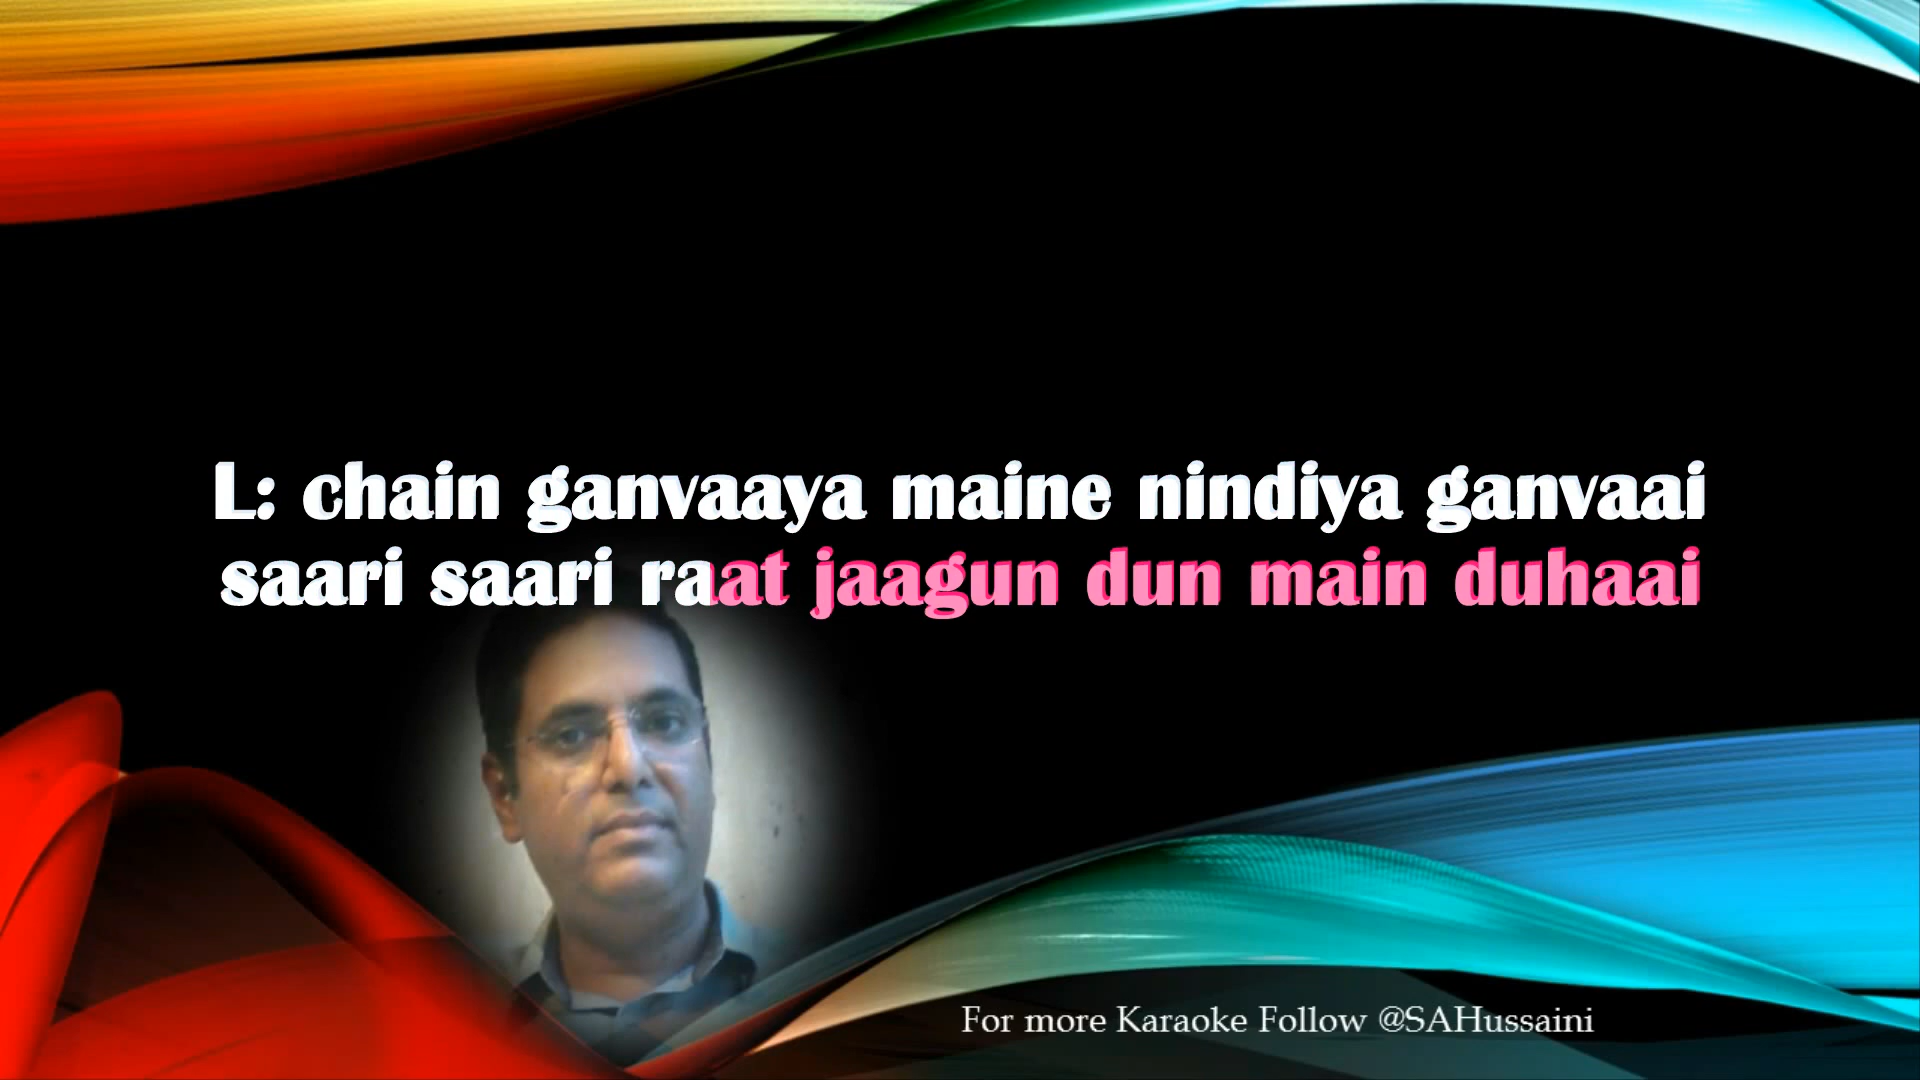 L: chain ganvaaya maine nindiya ganvaai
saari saari raat jaagun dun main duhaai
For more Karaoke Follow @SAHussaini